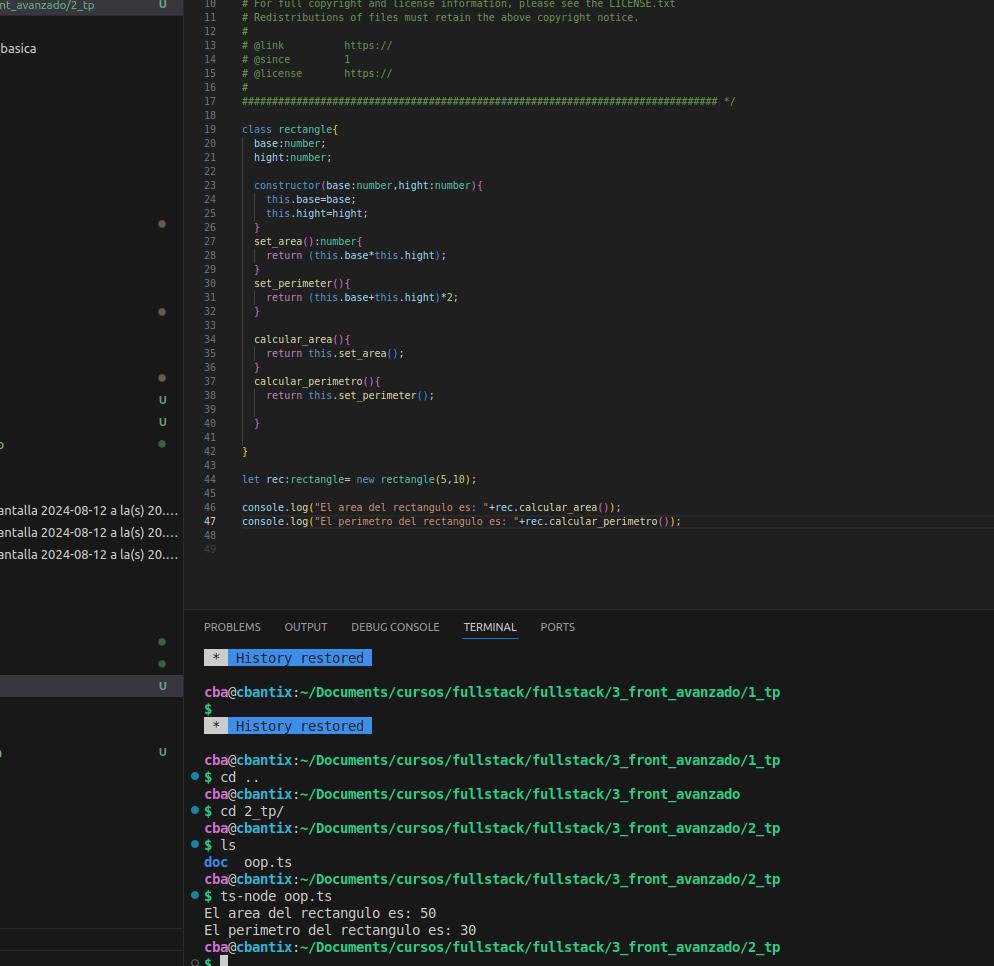 nt_avanzado/2_tp U
basica
U
U
o
antalla 2024-08-12 a la(s) 20....
antalla 2024-08-12 a la(s) 20....
antalla 2024-08-12 a la(s) 20....
U
U
10 # For full copyright and license information, please see the LICENSE.txt
11 # Redistributions of files must retain the above copyright notice.
12 #
13 # @link https://
14 # @since 1
15 # @license https://
16 #
17 ############################################################################### */
18
19 class rectangle{
20 base:number;
21 hight:number;
22
23 constructor(base:number,hight:number){
24 this.base=base;
25 this.hight=hight;
26 }
27 set_area():number{
28 return (this.base*this.hight);
29 }
30 set_perimeter(){
31 return (this.base+this.hight)*2;
32 }
33
34 calcular_area(){
35 return this.set_area();
36 }
37 calcular_perimetro(){
38 return this.set_perimeter();
39
40 }
41
42 }
43
44 let rec:rectangle= new rectangle(5,10);
45
46 console.log("El area del rectangulo es: "+rec.calcular_area());
47 console.log("El perimetro del rectangulo es: "+rec.calcular_perimetro());
48
49
PROBLEMS OUTPUT DEBUG CONSOLE TERMINAL PORTS
* History restored
cba@cbantix:~/Documents/cursos/fullstack/fullstack/3_front_avanzado/1_tp
$
* History restored
cba@cbantix:~/Documents/cursos/fullstack/fullstack/3_front_avanzado/1_tp
$ cd ..
cba@cbantix:~/Documents/cursos/fullstack/fullstack/3_front_avanzado
$ cd 2_tp/
cba@cbantix:~/Documents/cursos/fullstack/fullstack/3_front_avanzado/2_tp
$ ls
doc oop.ts
cba@cbantix:~/Documents/cursos/fullstack/fullstack/3_front_avanzado/2_tp
$ ts-node oop.ts
El area del rectangulo es: 50
El perimetro del rectangulo es: 30
cba@cbantix:~/Documents/cursos/fullstack/fullstack/3_front_avanzado/2_tp
$